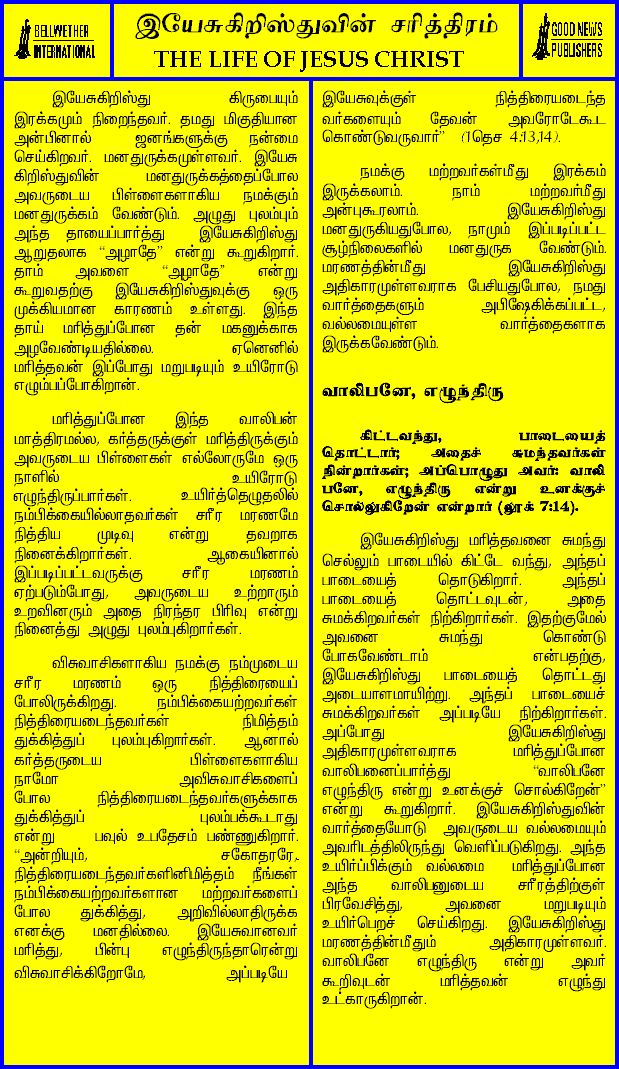 BELLWETHER
INTERNATIONAL
இயேசுகிறிஸ்துவின் சரித்திரம்
THE LIFE OF JESUS CHRIST
GOOD NEWS
PUBLISHERS
இயேசுகிறிஸ்து கிருபையும்
இரக்கமும் நிறைந்தவர். தமது மிகுதியான
அன்பினால் ஜனங்களுக்கு நன்மை
செய்கிறவர். மனதுருக்கமுள்ளவர். இயேசு
கிறிஸ்துவின் மனதுருக்கத்தைப்போல
அவருடைய பிள்ளைகளாகிய நமக்கும்
மனதுருக்கம் வேண்டும். அழுது புலம்பும்
அந்த தாயைப்பார்த்து இயேசுகிறிஸ்து
ஆறுதலாக “அழாதே” என்று கூறுகிறார்.
தாம் அவளை “அழாதே” என்று
கூறுவதற்கு இயேசுகிறிஸ்துவுக்கு ஒரு
முக்கியமான காரணம் உள்ளது. இந்த
தாய் மரித்துப்போன தன் மகனுக்காக
அழவேண்டியதில்லை. ஏனெனில்
மரித்தவன் இப்போது மறுபடியும் உயிரோடு
எழும்பப்போகிறான்.
மரித்துப்போன இந்த வாலிபன்
மாத்திரமல்ல, கர்த்தருக்குள் மரித்திருக்கும்
அவருடைய பிள்ளைகள் எல்லோருமே ஒரு
நாளில் உயிரோடு
எழுந்திருப்பார்கள். உயிர்த்தெழுதலில்
நம்பிக்கையில்லாதவர்கள் சரீர மரணமே
நித்திய முடிவு என்று தவறாக
நினைக்கிறார்கள். ஆகையினால்
இப்படிப்பட்டவருக்கு சரீர மரணம்
ஏற்படும்போது, அவருடைய உற்றாரும்
உறவினரும் அதை நிரந்தர பிரிவு என்று
நினைத்து அழுது புலம்புகிறார்கள்.
விசுவாசிகளாகிய நமக்கு நம்முடைய
சரீர மரணம் ஒரு நித்திரையைப்
போலிருக்கிறது. நம்பிக்கையற்றவர்கள்
நித்திரையடைந்தவர்கள் நிமித்தம்
துக்கித்துப் புலம்புகிறார்கள். ஆனால்
கர்த்தருடைய பிள்ளைகளாகிய
நாமோ அவிசுவாசிகளைப்
போல நித்திரையடைந்தவர்களுக்காக
துக்கித்துப் புலம்பக்கூடாது
என்று பவுல் உபதேசம் பண்ணுகிறார்.
“அன்றியும், சகோதரரே,
நித்திரையடைந்தவர்களினிமித்தம் நீங்கள்
நம்பிக்கையற்றவர்களான மற்றவர்களைப்
போல துக்கித்து, அறிவில்லாதிருக்க
எனக்கு மனதில்லை. இயேசுவானவர்
மரித்து, பின்பு எழுந்திருந்தாரென்று
விசுவாசிக்கிறோமே, அப்படியே
இயேசுவுக்குள் நித்திரையடைந்த
வர்களையும் தேவன் அவரோடேகூட
கொண்டுவருவார்” (1தெச 4:13,14).
நமக்கு மற்றவர்கள்மீது இரக்கம்
இருக்கலாம். நாம் மற்றவர்மீது
அன்புகூரலாம். இயேசுகிறிஸ்து
மனதுருகியதுபோல, நாமும் இப்படிப்பட்ட
சூழ்நிலைகளில் மனதுருக வேண்டும்.
மரணத்தின்மீது இயேசுகிறிஸ்து
அதிகாரமுள்ளவராக பேசியதுபோல, நமது
வார்த்தைகளும் அபிஷேகிக்கப்பட்ட,
வல்லமையுள்ள வார்த்தைகளாக
இருக்கவேண்டும்.
வாலிபனே, எழுந்திரு
கிட்டவந்து, பாடையைத்
தொட்டார்; அதைச் சுமந்தவர்கள்
நின்றார்கள்; அப்பொழுது அவர்: வாலி
பனே, எழுந்திரு என்று உனக்குச்
சொல்லுகிறேன் என்றார் (லூக் 7:14).
இயேசுகிறிஸ்து மரித்தவனை சுமந்து
செல்லும் பாடையில் கிட்டே வந்து, அந்தப்
பாடையைத் தொடுகிறார். அந்தப்
பாடையைத் தொட்டவுடன், அதை
சுமக்கிறவர்கள் நிற்கிறார்கள். இதற்குமேல்
அவனை சுமந்து கொண்டு
போகவேண்டாம் என்பதற்கு,
இயேசுகிறிஸ்து பாடையைத் தொட்டது
அடையாளமாயிற்று. அந்தப் பாடையைச்
சுமக்கிறவர்கள் அப்படியே நிற்கிறார்கள்.
அப்போது இயேசுகிறிஸ்து
அதிகாரமுள்ளவராக மரித்துப்போன
வாலிபனைப்பார்த்து “வாலிபனே
எழுந்திரு என்று உனக்குச் சொல்கிறேன்”
என்று கூறுகிறார். இயேசுகிறிஸ்துவின்
வார்த்தையோடு அவருடைய வல்லமையும்
அவரிடத்திலிருந்து வெளிப்படுகிறது. அந்த
உயிர்ப்பிக்கும் வல்லமை மரித்துப்போன
அந்த வாலிபனுடைய சரீரத்திற்குள்
பிரவேசித்து, அவனை மறுபடியும்
உயிர்பெறச் செய்கிறது. இயேசுகிறிஸ்து
மரணத்தின்மீதும் அதிகாரமுள்ளவர்.
வாலிபனே எழுந்திரு என்று அவர்
கூறிவுடன் மரித்தவன் எழுந்து
உட்காருகிறான்.